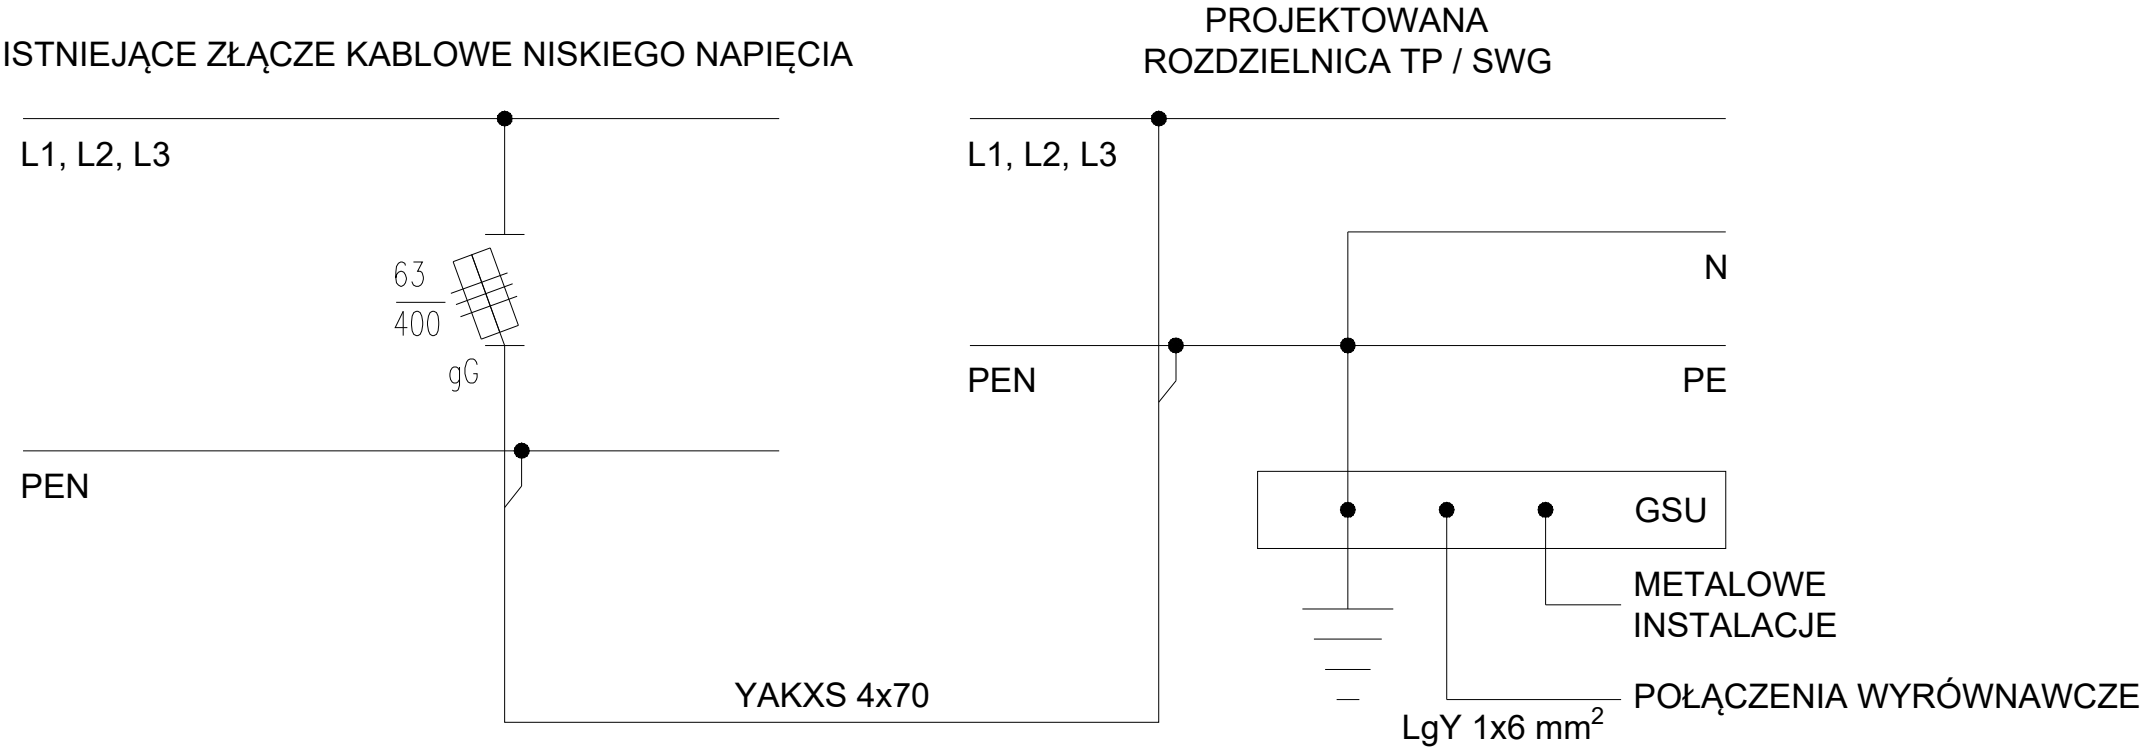 ISTNIEJĄCE ZŁĄCZE KABLOWE NISKIEGO NAPIĘCIA
PROJEKTOWANA
ROZDZIELNICA TP / SWG
L1, L2, L3
L1, L2, L3
N
63
400
gG
PEN
PE
PEN
GSU
METALOWE
INSTALACJE
YAKXS 4x70
POŁĄCZENIA WYRÓWNAWCZE
LgY 1x6 mm²